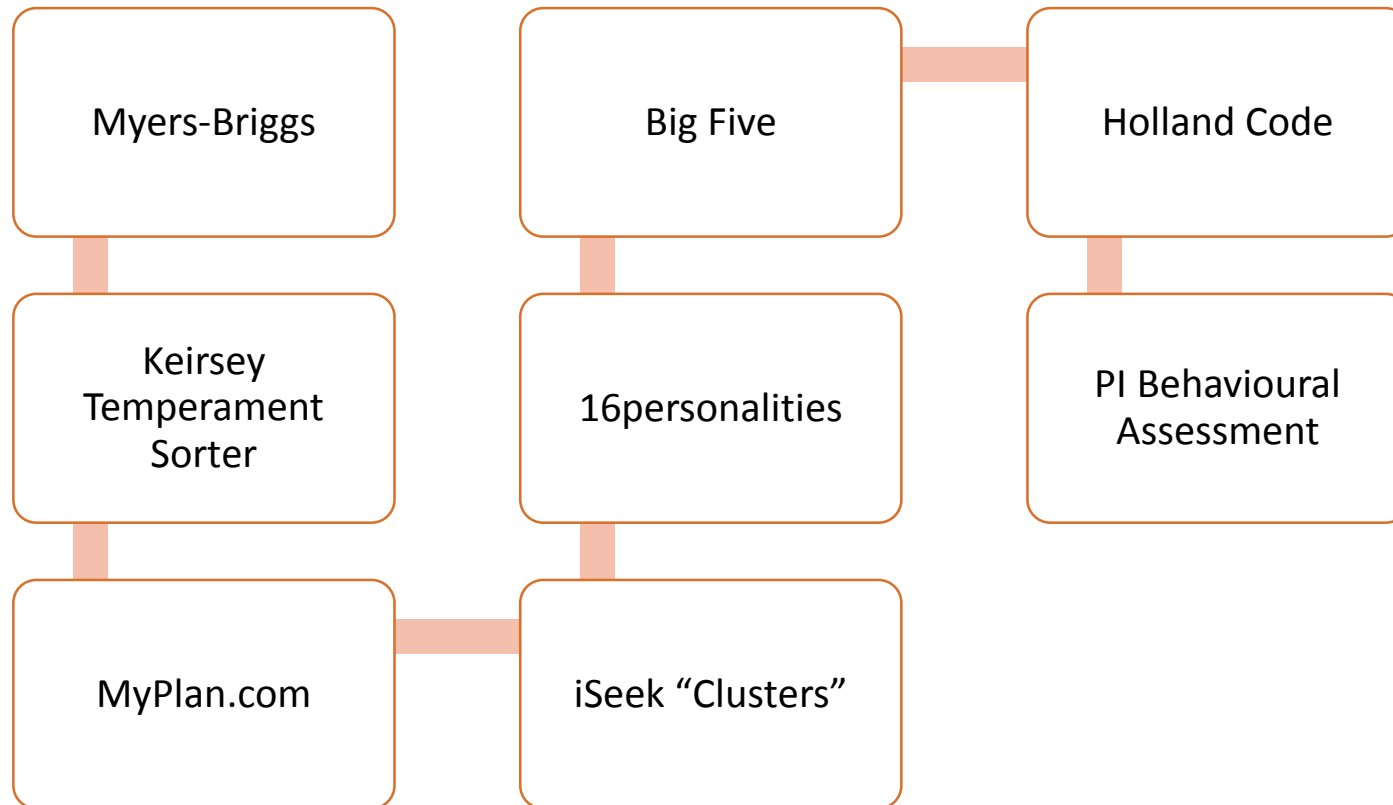 Myers-Briggs
Keirsey
Temperament
Sorter
MyPlan.com
iSeek “Clusters”
16personalities
Big Five
Holland Code
PI Behavioural
Assessment